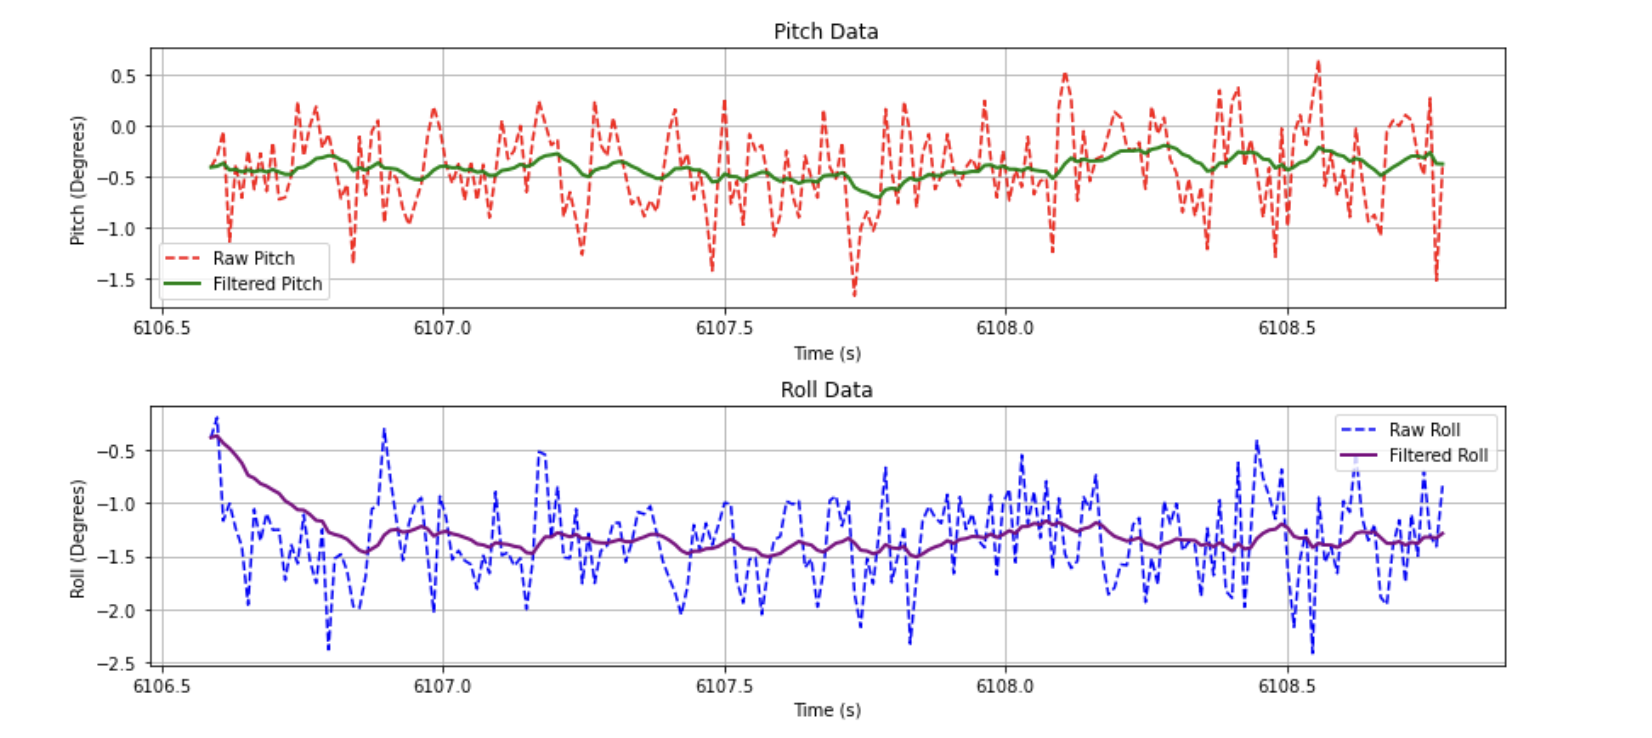 Pitch Data
Pitch (Degrees)
0.5
0.0
−0.5
−1.0
−1.5
Raw Pitch
Filtered Pitch
6106.5 6107.0 6107.5 6108.0 6108.5
Time (s)
Roll Data
Roll (Degrees)
−0.5
−1.0
−1.5
−2.0
−2.5
Raw Roll
Filtered Roll
6106.5 6107.0 6107.5 6108.0 6108.5
Time (s)